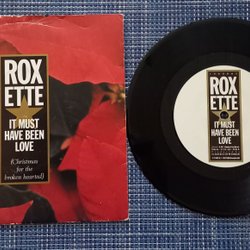 ROX
ETTE
IT MUST
HAVE BEEN
LOVE
(Christmas
for the
broken hearted)
ROX
ETTE
IT MUST
HAVE BEEN
LOVE